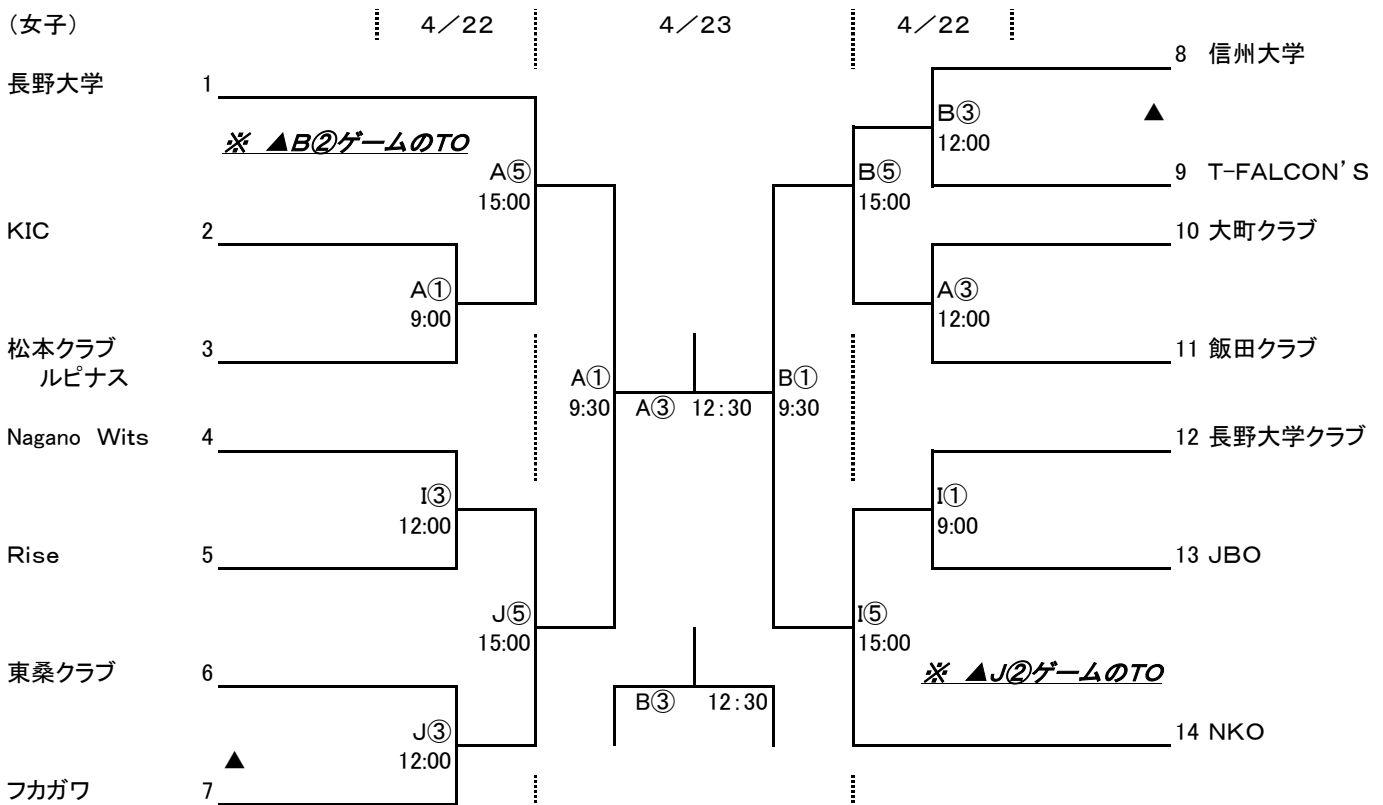 (女子)
4/22
4/23
4/22
長野大学 1
※ ▲B②ゲームのTO
A⑤
15:00
KIC 2
A①
9:00
松本クラブ 3
ルピナス
Nagano Wits 4
I③
12:00
Rise 5
J⑤
15:00
東桑クラブ 6
J③
▲ 12:00
フカガワ 7
A①
9:30
A③ 12:30
B①
9:30
B③ 12:30
8 信州大学
B③ ▲
12:00
9 T-FALCON'S
B⑤
15:00
10 大町クラブ
A③
12:00
11 飯田クラブ
12 長野大学クラブ
I①
9:00
13 JBO
I⑤
15:00
※ ▲J②ゲームのTO
14 NKO